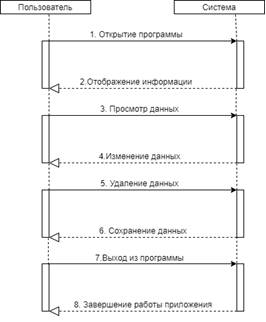 Пользователь
Система
1. Открытие программы
2.Отображение информации
3. Просмотр данных
4.Изменение данных
5. Удаление данных
6. Сохранение данных
7.Выход из программы
8. Завершение работы приложения